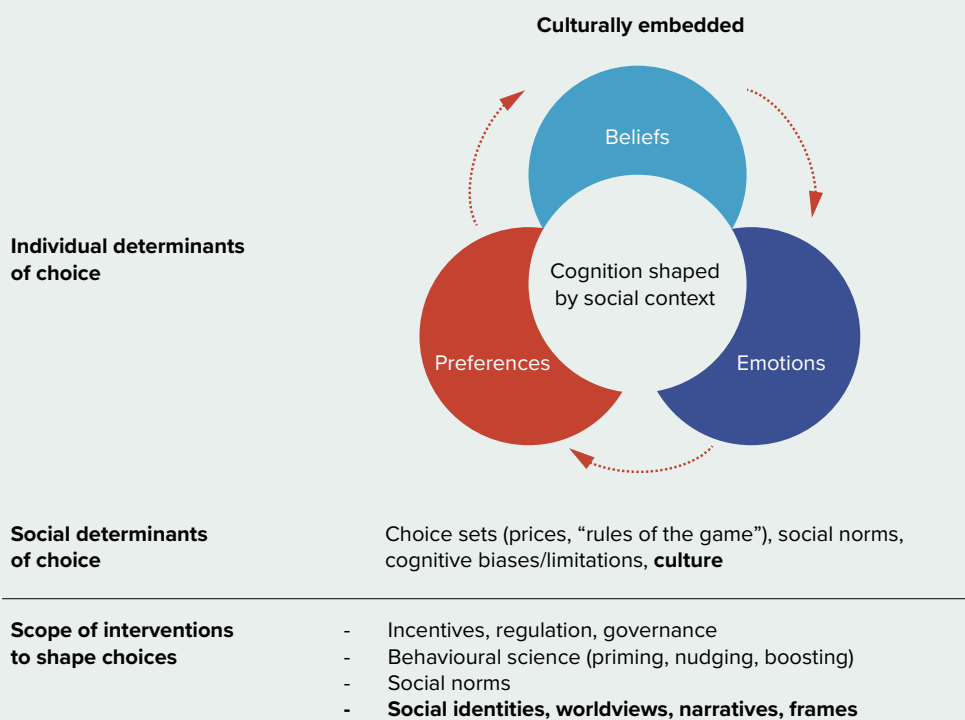 Culturally embedded
Beliefs
Individual determinants
of choice
Cognition shaped
by social context
Preferences
Emotions
Social determinants
of choice
Choice sets (prices, “rules of the game”), social norms,
cognitive biases/limitations, culture
Scope of interventions
to shape choices
- Incentives, regulation, governance
- Behavioural science (priming, nudging, boosting)
- Social norms
- Social identities, worldviews, narratives, frames